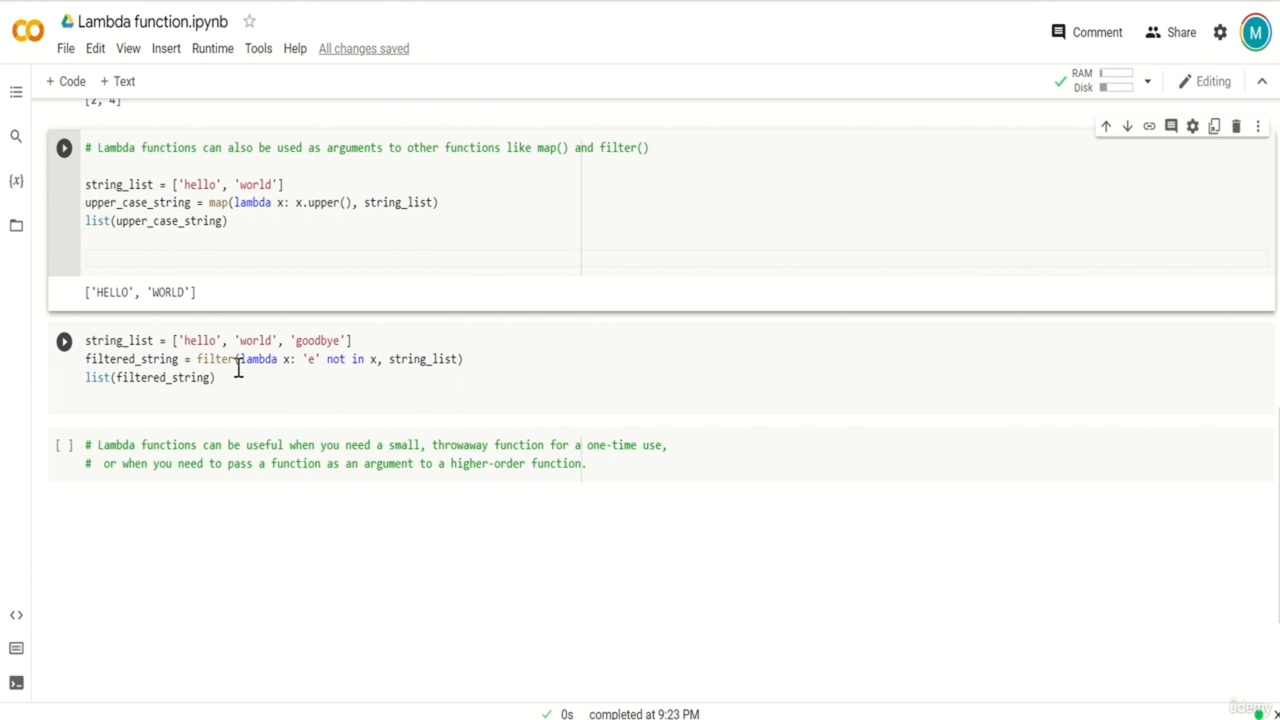 Lambda function.ipynb
File Edit View Insert Runtime Tools Help All changes saved
Comment Share M
+ Code + Text
RAM
Disk
Editing
[2, 4]
# Lambda functions can also be used as arguments to other functions like map() and filter()
string_list = ['hello', 'world']
upper_case_string = map(lambda x: x.upper(), string_list)
list(upper_case_string)
['HELLO', 'WORLD']
string_list = ['hello', 'world', 'goodbye']
filtered_string = filter(lambda x: 'e' not in x, string_list)
list(filtered_string)
[ ] # Lambda functions can be useful when you need a small, throwaway function for a one-time use,
# or when you need to pass a function as an argument to a higher-order function.
0s completed at 9:23 PM
udemy